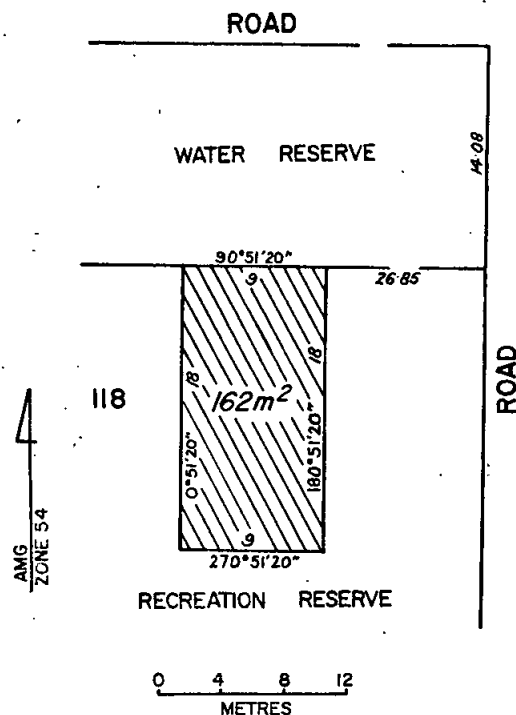 ROAD
WATER RESERVE
14·08
90°51'20"
9
26·85
18
118
18
162m²
ROAD
0°51'20"
180°51'20"
9
270°51'20"
AMG
ZONE 54
RECREATION RESERVE
0 4 8 12
METRES